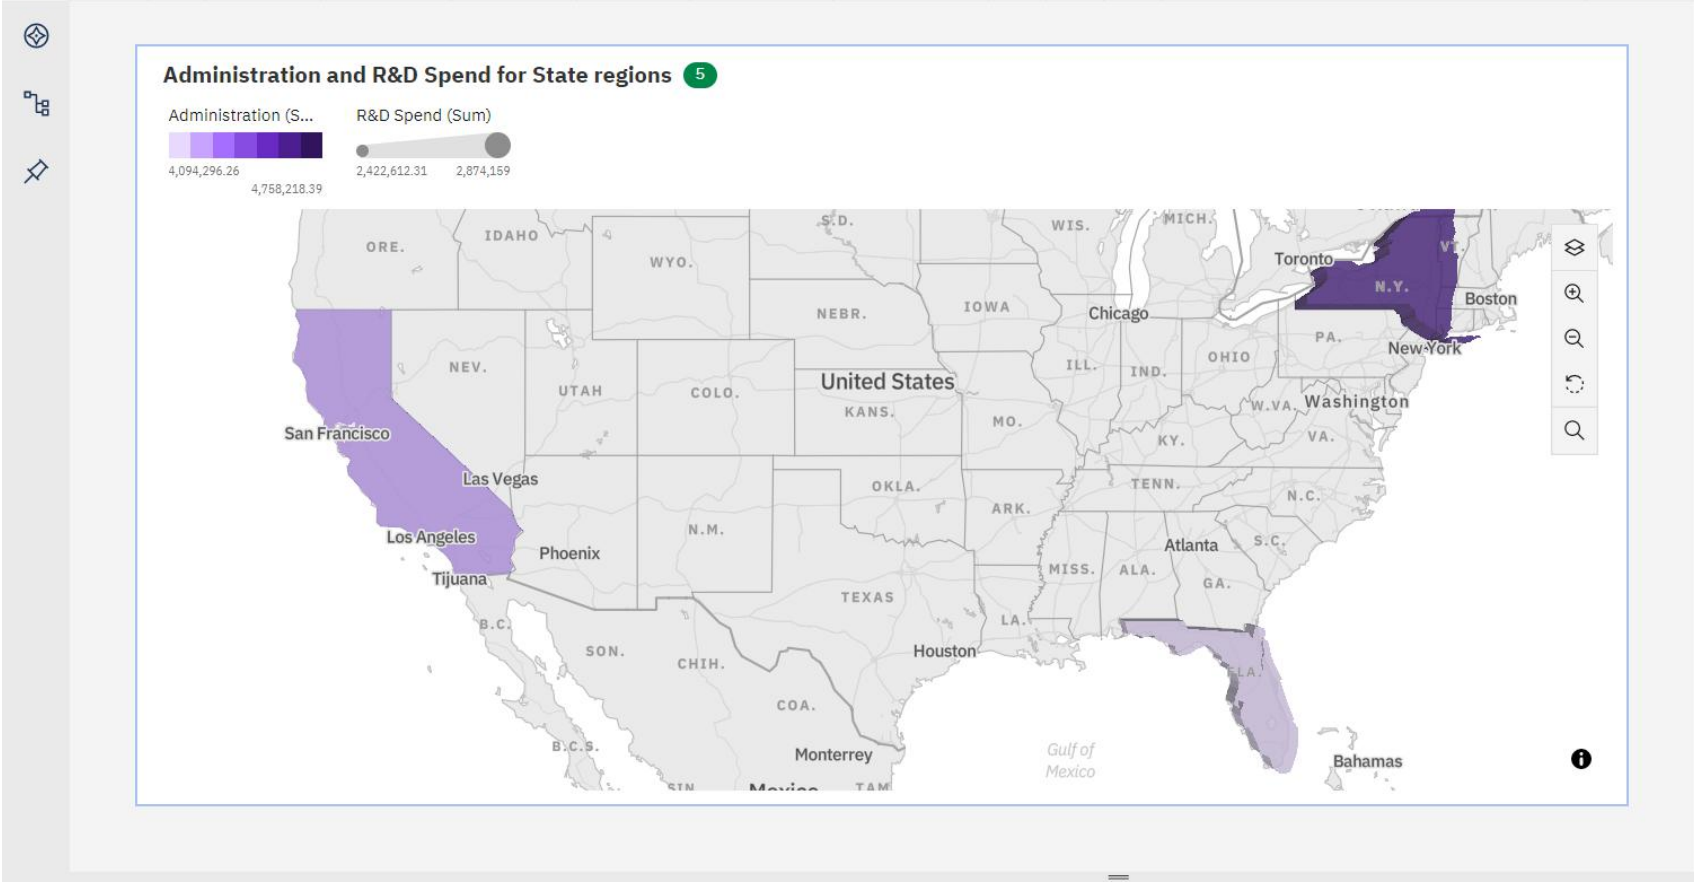 Administration and R&D Spend for State regions 5
Administration (S...
R&D Spend (Sum)
4,094,296.26
4,758,218.39
2,422,612.31
2,874,159
S.D.
WIS.
MICH.
ORE.
IDAHO
WYO.
Toronto
VT.
N.Y.
Boston
NEBR.
IOWA
Chicago
PA.
New York
NEV.
UTAH
COLO.
United States
KANS.
ILL.
IND.
OHIO
W.VA.
Washington
MO.
KY.
VA.
San Francisco
Las Vegas
OKLA.
TENN.
N.C.
ARK.
Los Angeles
Phoenix
N.M.
Atlanta
S.C.
Tijuana
MISS.
ALA.
GA.
TEXAS
B.C.
LA.
SON.
CHIH.
Houston
COA.
B.C.S.
Monterrey
Gulf of
Mexico
Bahamas
SIN.
Mexico
TAM